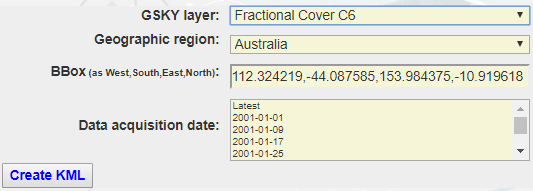 GSKY layer: Fractional Cover C6
Geographic region: Australia
BBox (as West,South,East,North): 112.324219,-44.087585,153.984375,-10.919618
Data acquisition date: Latest
2001-01-01
2001-01-09
2001-01-17
2001-01-25
Create KML